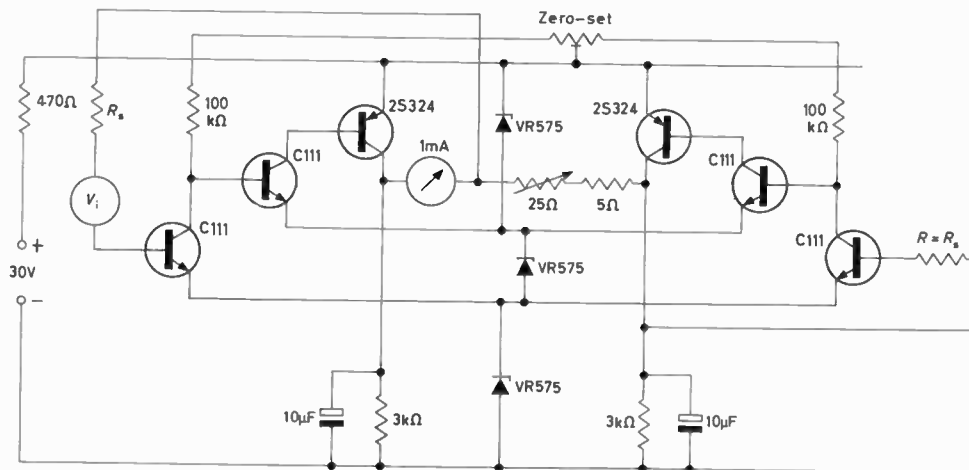 Zero-set
470Ω
Rs
100
kΩ
2S324
VR575
2S324
100
kΩ
C111
1mA
C111
Vi
25Ω
5Ω
C111
C111
R = Rs
+
30V
−
VR575
VR575
10μF
3kΩ
3kΩ
10μF